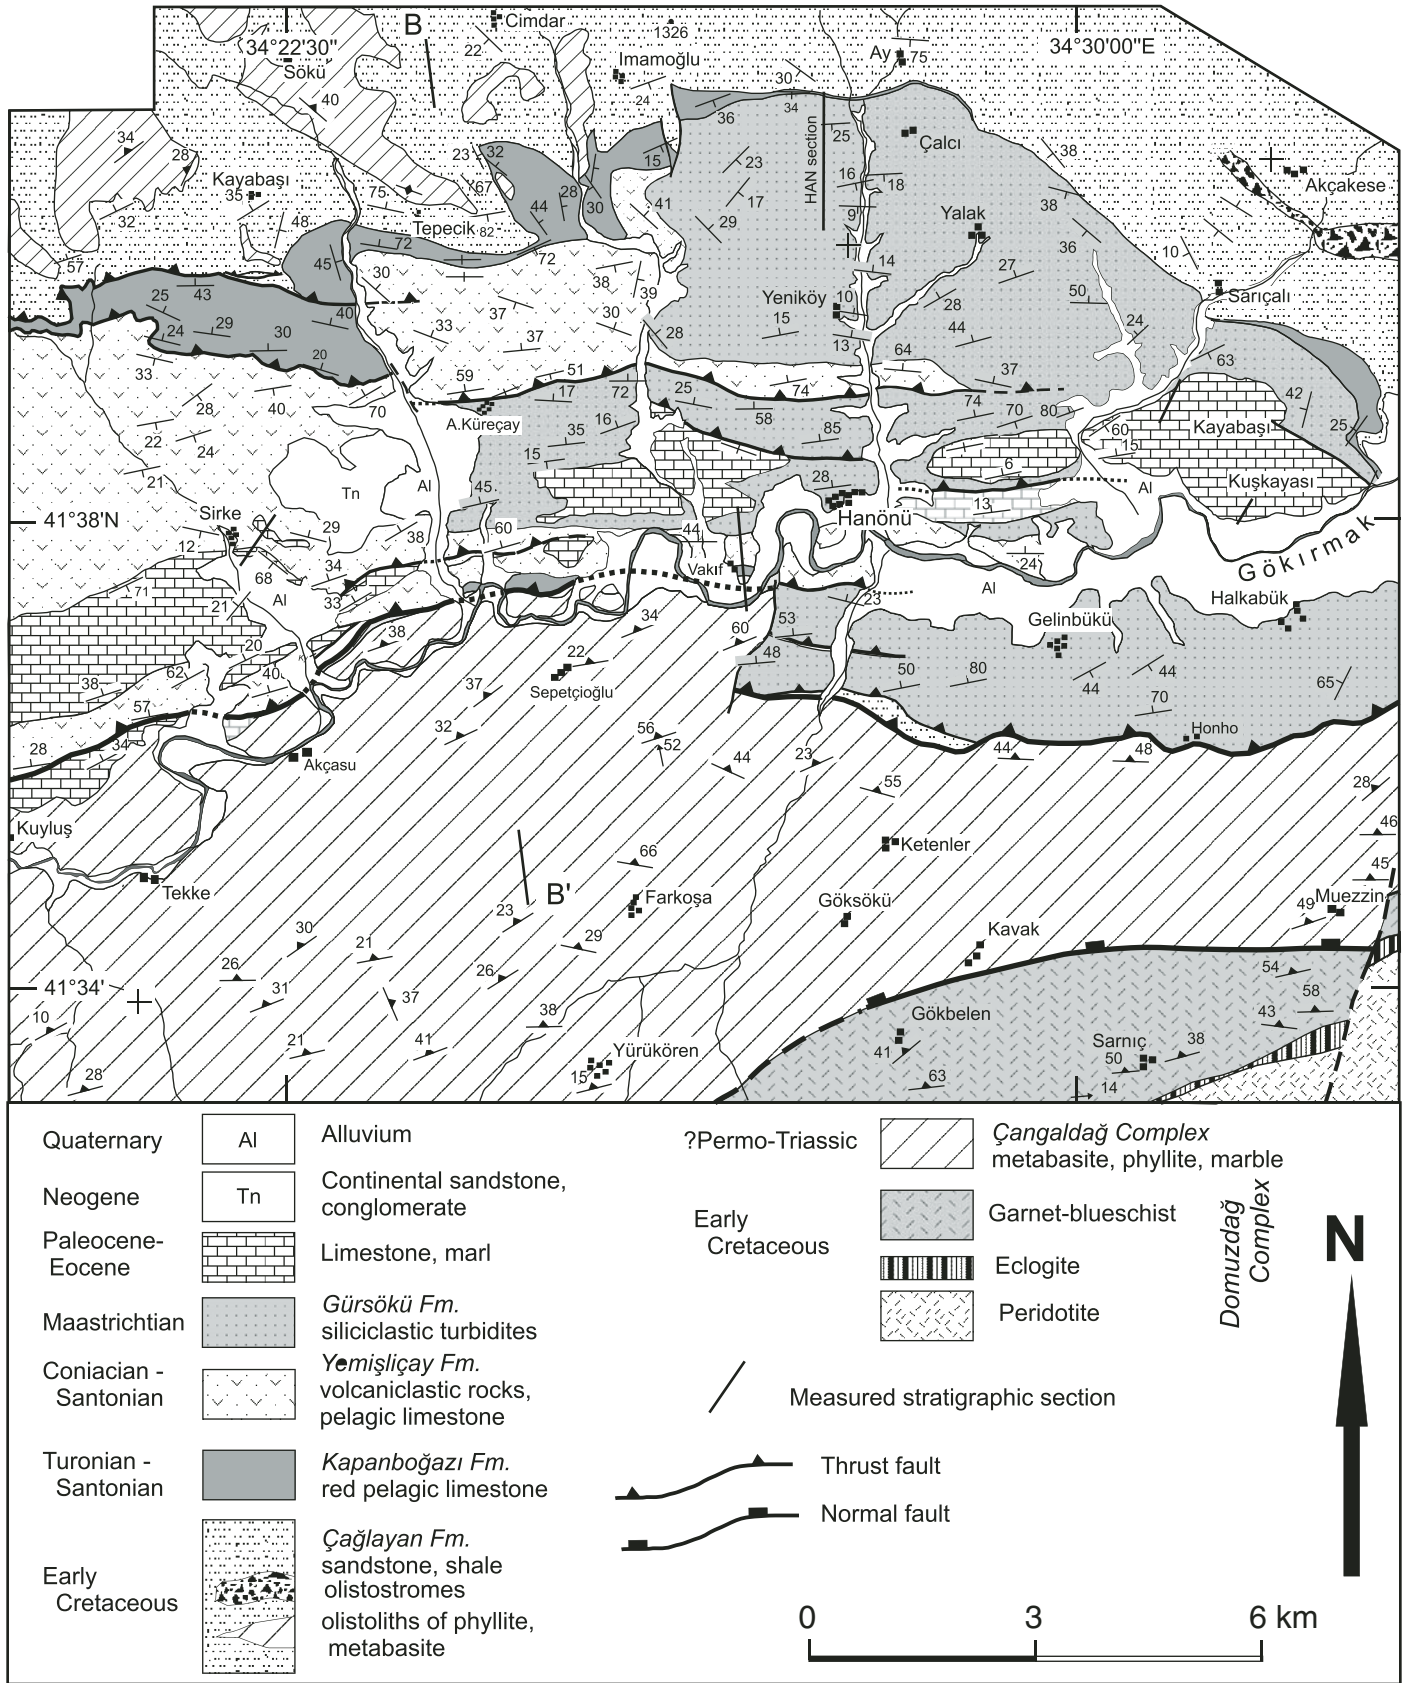 B
Cimdar
22
1326
34°22'30"
34°30'00"E
Ay
75
Sökü
Imamoğlu
40
24
30
34
36
HAN section
25
Çalcı
38
34
28
23
32
15
23
Akçakese
Kayabaşı
35
75
67
28
16
18
17
38
32
48
44
30
41
29
9
Yalak
Tepecik
82
36
10
72
72
57
45
30
38
14
27
43
39
50
Sarıçalı
25
Yeniköy
10
28
40
37
30
15
24
24
29
30
33
37
28
13
44
20
64
63
33
59
51
37
17
72
25
74
42
28
40
70
A.Küreçay
58
74
70
80
60
Kayabaşı
25
22
35
16
85
15
24
15
6
28
Kuşkayası
21
Tn
Al
45
13
Al
41°38'N
Sirke
29
38
60
44
Hanönü
Gökırmak
12
34
68
Vakıf
24
71
Al
33
Al
23
Halkabük
21
34
53
Gelinbükü
38
60
20
22
48
62
40
50
80
44
44
38
37
Sepetçioğlu
70
65
57
32
56
52
Honho
28
34
44
23
44
48
Akçasu
55
28
Kuyluş
46
66
Ketenler
45
Tekke
B'
Farkoşa
Göksökü
49
Muezzin
23
30
Kavak
21
29
26
26
54
41°34'
31
37
58
10
38
Gökbelen
43
21
41
Yürükören
41
Sarnıç
38
50
28
15
63
14
Quaternary
Al
Alluvium
Neogene
Tn
Continental sandstone,
conglomerate
Paleocene-
Eocene
Limestone, marl
Maastrichtian
Gürsökü Fm.
siliciclastic turbidites
Coniacian -
Santonian
Yemişliçay Fm.
volcaniclastic rocks,
pelagic limestone
Turonian -
Santonian
Kapanboğazı Fm.
red pelagic limestone
Early
Cretaceous
Çağlayan Fm.
sandstone, shale
olistostromes
olistoliths of phyllite,
metabasite
?Permo-Triassic
Çangaldağ Complex
metabasite, phyllite, marble
Early
Cretaceous
Garnet-blueschist
Eclogite
Peridotite
Domuzdağ
Complex
N
Measured stratigraphic section
Thrust fault
Normal fault
0
3
6 km